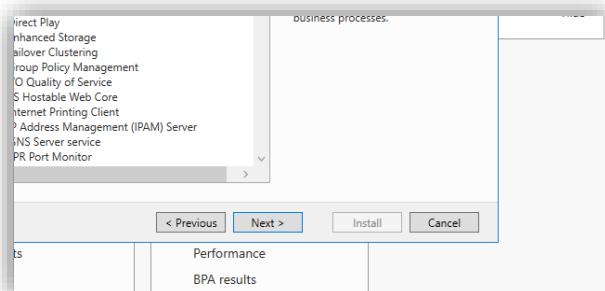 business processes.
irect Play
nhanced Storage
ailover Clustering
roup Policy Management
O Quality of Service
S Hostable Web Core
nternet Printing Client
P Address Management (IPAM) Server
SNS Server service
PR Port Monitor
< Previous
Next >
Install
Cancel
ts
Performance
BPA results